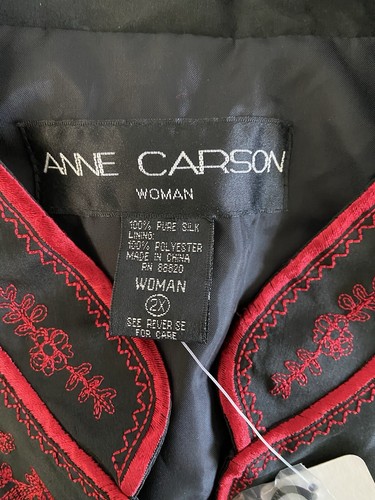 ANNE CARSON
WOMAN
100% PURE SILK
LINING:
100% POLYESTER
MADE IN CHINA
RN 88820
WOMAN
2X
SEE REVERSE
FOR CARE